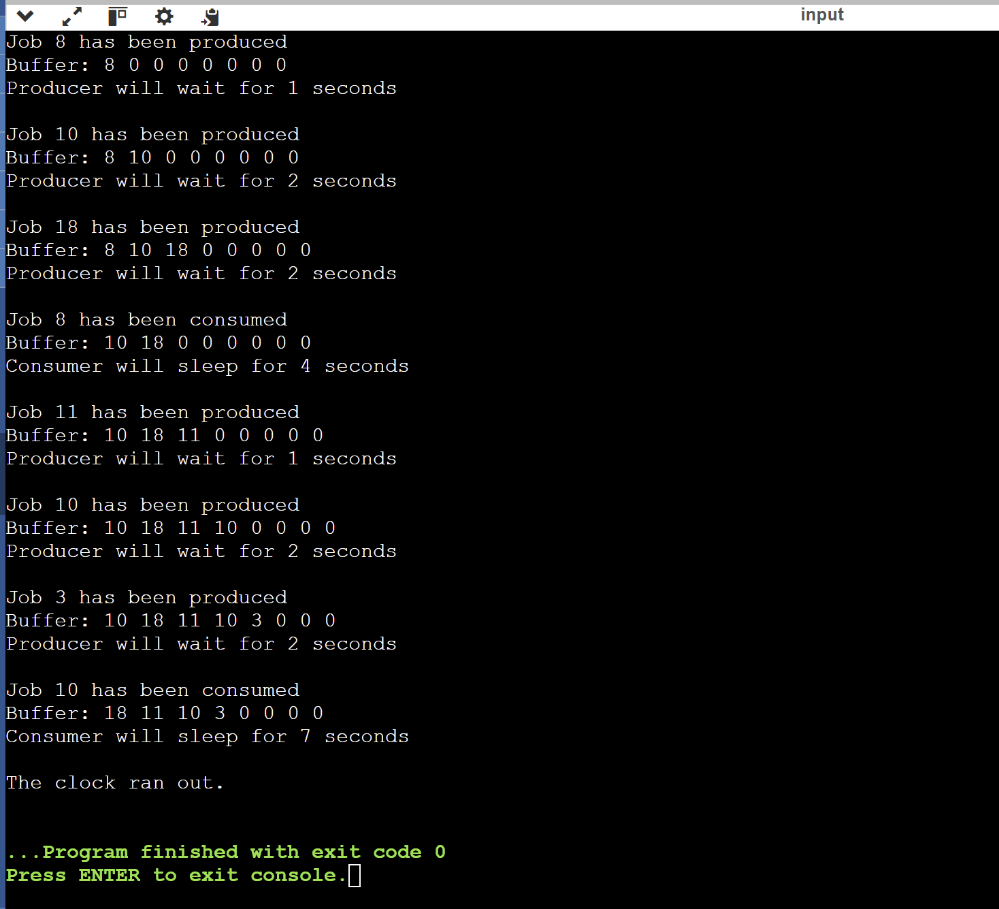 input
Job 8 has been produced
Buffer: 8 0 0 0 0 0 0 0
Producer will wait for 1 seconds
Job 10 has been produced
Buffer: 8 10 0 0 0 0 0 0
Producer will wait for 2 seconds
Job 18 has been produced
Buffer: 8 10 18 0 0 0 0 0
Producer will wait for 2 seconds
Job 8 has been consumed
Buffer: 10 18 0 0 0 0 0 0
Consumer will sleep for 4 seconds
Job 11 has been produced
Buffer: 10 18 11 0 0 0 0 0
Producer will wait for 1 seconds
Job 10 has been produced
Buffer: 10 18 11 10 0 0 0 0
Producer will wait for 2 seconds
Job 3 has been produced
Buffer: 10 18 11 10 3 0 0 0
Producer will wait for 2 seconds
Job 10 has been consumed
Buffer: 18 11 10 3 0 0 0 0
Consumer will sleep for 7 seconds
The clock ran out.
...Program finished with exit code 0
Press ENTER to exit console.